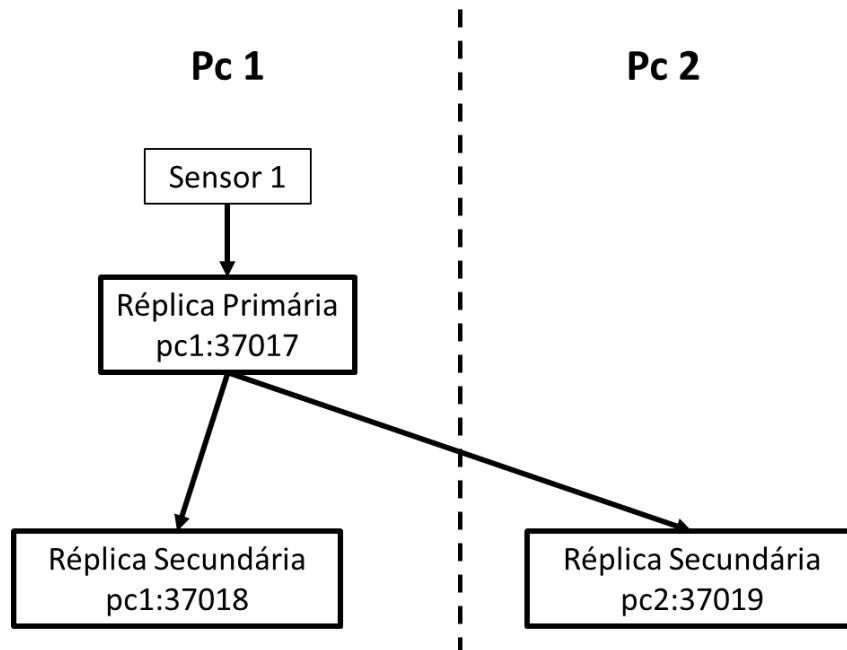 Pc 1
Pc 2
Sensor 1
Réplica Primária
pc1:37017
Réplica Secundária
pc1:37018
Réplica Secundária
pc2:37019